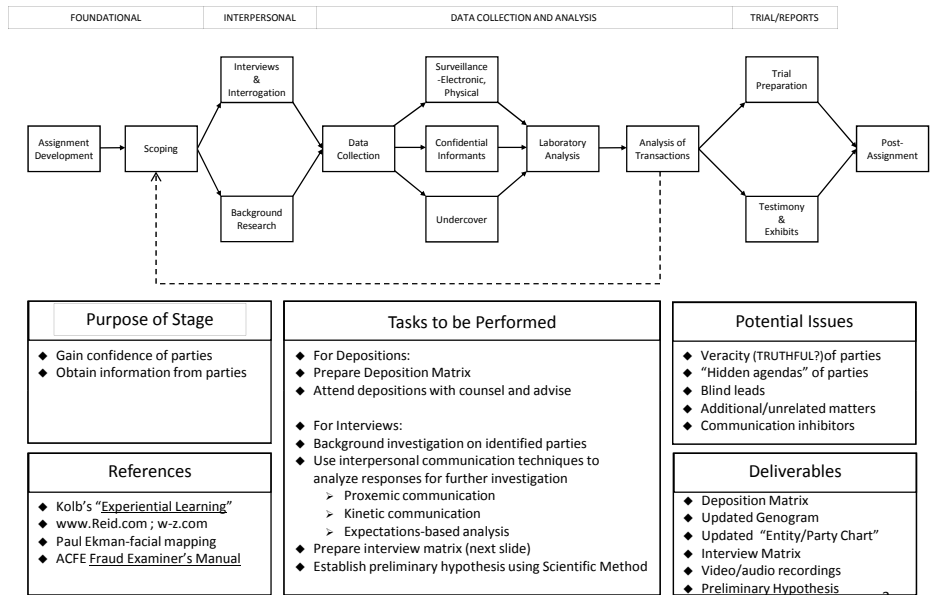 FOUNDATIONAL
INTERPERSONAL
DATA COLLECTION AND ANALYSIS
TRIAL/REPORTS
Interviews
&
Interrogation
Surveillance
-Electronic,
Physical
Trial
Preparation
Assignment
Development
Scoping
Data
Collection
Confidential
Informants
Laboratory
Analysis
Analysis of
Transactions
Post-
Assignment
Background
Research
Undercover
Testimony
&
Exhibits
Purpose of Stage
◆ Gain confidence of parties
◆ Obtain information from parties
References
◆ Kolb's "Experiential Learning"
◆ www.Reid.com ; w-z.com
◆ Paul Ekman-facial mapping
◆ ACFE Fraud Examiner's Manual
Tasks to be Performed
◆ For Depositions:
◆ Prepare Deposition Matrix
◆ Attend depositions with counsel and advise
◆ For Interviews:
◆ Background investigation on identified parties
◆ Use interpersonal communication techniques to
analyze responses for further investigation
➢ Proxemic communication
➢ Kinetic communication
➢ Expectations-based analysis
◆ Prepare interview matrix (next slide)
◆ Establish preliminary hypothesis using Scientific Method
Potential Issues
◆ Veracity (TRUTHFUL?)of parties
◆ "Hidden agendas" of parties
◆ Blind leads
◆ Additional/unrelated matters
◆ Communication inhibitors
Deliverables
◆ Deposition Matrix
◆ Updated Genogram
◆ Updated "Entity/Party Chart"
◆ Interview Matrix
◆ Video/audio recordings
◆ Preliminary Hypothesis